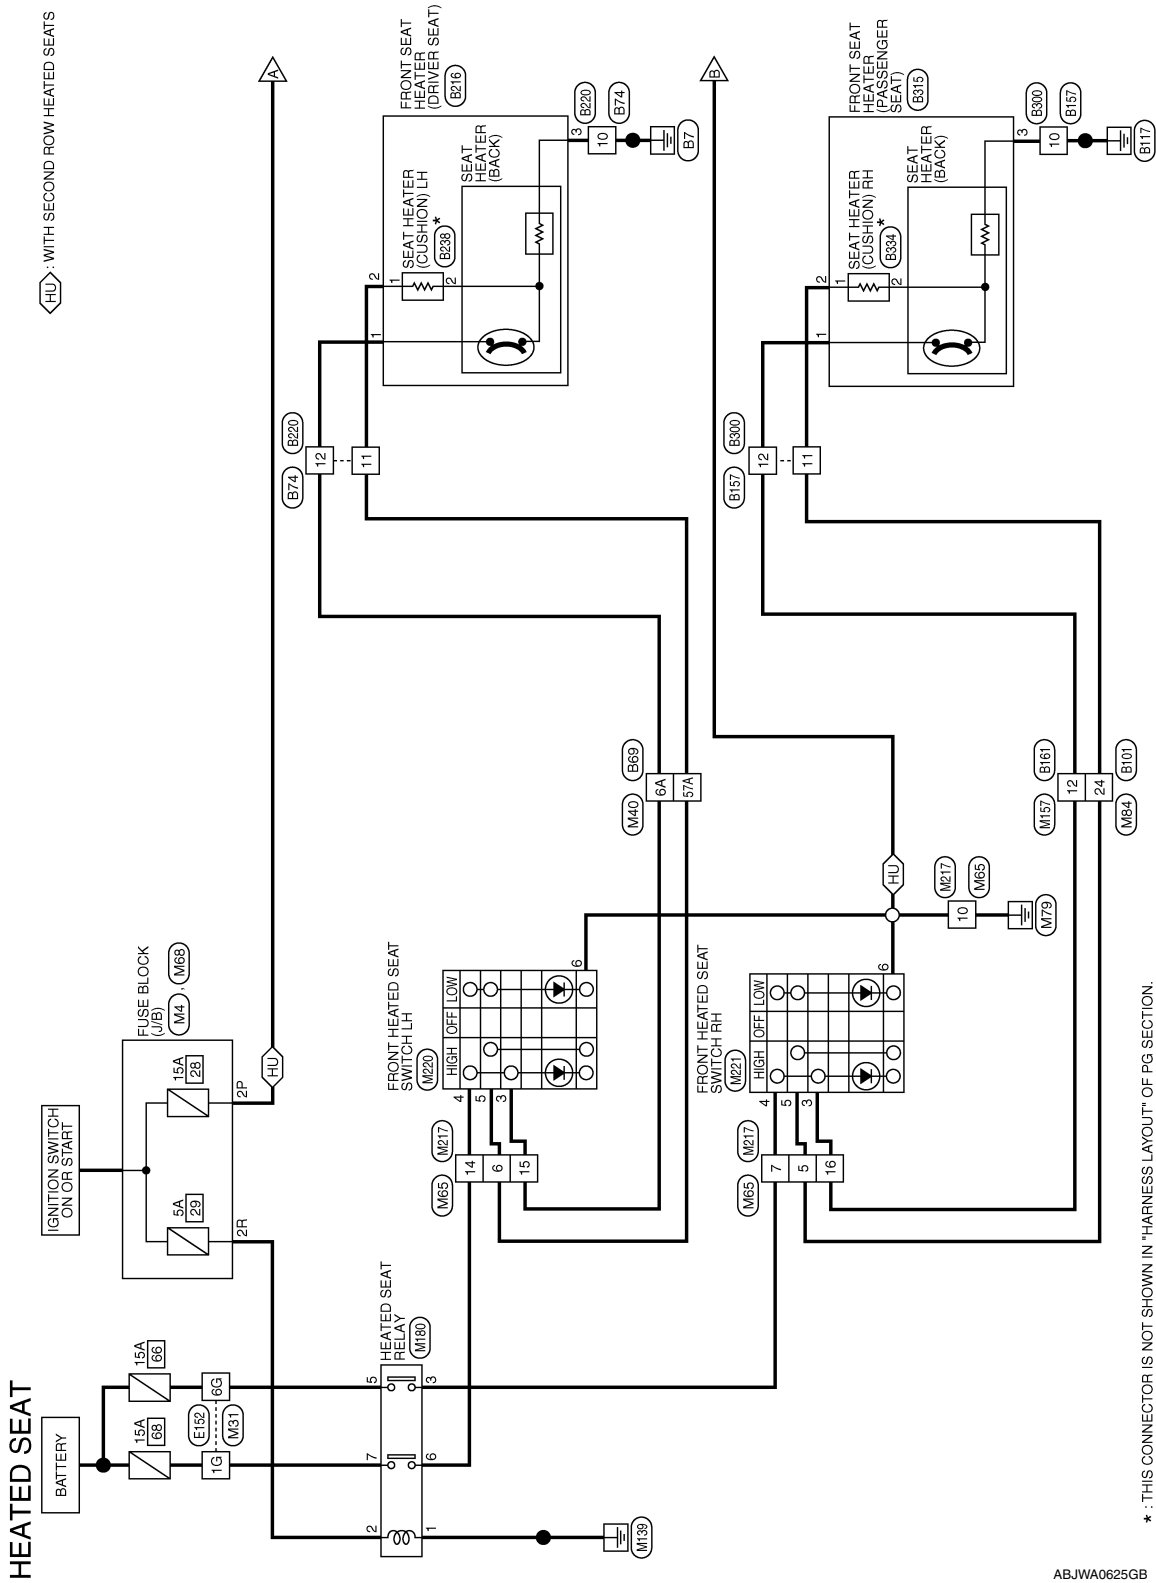 HEATED SEAT
HU : WITH SECOND ROW HEATED SEATS
BATTERY
IGNITION SWITCH
ON OR START
FUSE BLOCK
(J/B)
M4 , M68
15A
68
15A
66
5A
29
15A
28
1G
6G
E152
M31
2R
2P
HU
A
HEATED SEAT
RELAY
M180
2
7
5
1
6
3
M139
FRONT HEATED SEAT
SWITCH LH
M220
HIGH
OFF
LOW
4
5
3
6
M65
M217
14
6
15
M40
B69
6A
57A
B74
B220
12
11
FRONT SEAT
HEATER
(DRIVER SEAT)
B216
1
2
SEAT HEATER
(CUSHION) LH
B238
*
1
2
SEAT
HEATER
(BACK)
3
10
B220
B74
B7
FRONT HEATED SEAT
SWITCH RH
M221
HIGH
OFF
LOW
4
5
3
6
M65
M217
7
5
16
HU
B
M217
M65
10
M79
M157
B161
12
24
M84
B101
B157
B300
12
11
FRONT SEAT
HEATER
(PASSENGER
SEAT)
B315
1
2
SEAT HEATER
(CUSHION) RH
B334
*
1
2
SEAT
HEATER
(BACK)
3
10
B300
B157
B117
* : THIS CONNECTOR IS NOT SHOWN IN "HARNESS LAYOUT" OF PG SECTION.
ABJWA0625GB